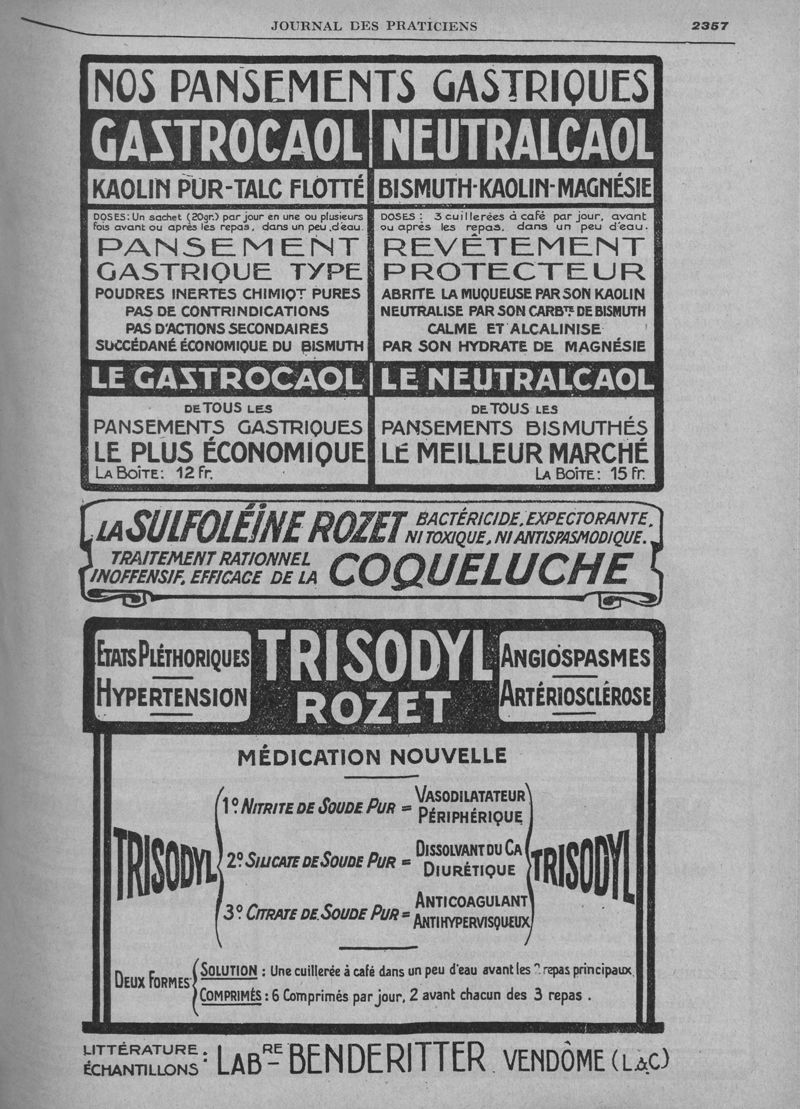 JOURNAL DES PRATICIENS
2357
NOS PANSEMENTS GASTRIQUES
GASTROCAOL
KAOLIN PUR-TALC FLOTTÉ
DOSES: Un sachet (20gr.) par jour en une ou plusieurs
fois avant ou après les repas, dans un peu d'eau.
PANSEMENT
GASTRIQUE TYPE
POUDRES INERTES CHIMIQT PURES
PAS DE CONTRINDICATIONS
PAS D'ACTIONS SECONDAIRES
SUCCÉDANÉ ÉCONOMIQUE DU BISMUTH
LE GASTROCAOL
DE TOUS LES
PANSEMENTS GASTRIQUES
LE PLUS ÉCONOMIQUE
LA BOÎTE: 12 Fr.
NEUTRALCAOL
BISMUTH-KAOLIN-MAGNÉSIE
DOSES: 3 cuillerées à café par jour, avant
ou après les repas, dans un peu d'eau.
REVÊTEMENT
PROTECTEUR
ABRITE LA MUQUEUSE PAR SON KAOLIN
NEUTRALISE PAR SON CARBTE DE BISMUTH
CALME ET ALCALINISE
PAR SON HYDRATE DE MAGNÉSIE
LE NEUTRALCAOL
DE TOUS LES
PANSEMENTS BISMUTHÉS
LE MEILLEUR MARCHÉ
LA BOÎTE: 15 Fr.
LA SULFOLÉÏNE ROZET
BACTÉRICIDE, EXPECTORANTE,
NI TOXIQUE, NI ANTISPASMODIQUE.
TRAITEMENT RATIONNEL
INOFFENSIF, EFFICACE DE LA
COQUELUCHE
ETATS PLÉTHORIQUES
HYPERTENSION
TRISODYL
ROZET
ANGIOSPASMES
ARTÉRIOSCLÉROSE
MÉDICATION NOUVELLE
TRISODYL
1º NITRITE DE SOUDE PUR = VASODILATATEUR
PÉRIPHÉRIQUE
2º SILICATE DE SOUDE PUR = DISSOLVANT DU CA
DIURÉTIQUE
3º CITRATE DE SOUDE PUR = ANTICOAGULANT
ANTIHYPERVISQUEUX
TRISODYL
DEUX FORMES
SOLUTION : Une cuillerée à café dans un peu d'eau avant les repas principaux.
COMPRIMÉS : 6 Comprimés par jour, 2 avant chacun des 3 repas.
LITTÉRATURE:
ÉCHANTILLONS:
LABRE BENDERITTER. VENDÔME (L&C)